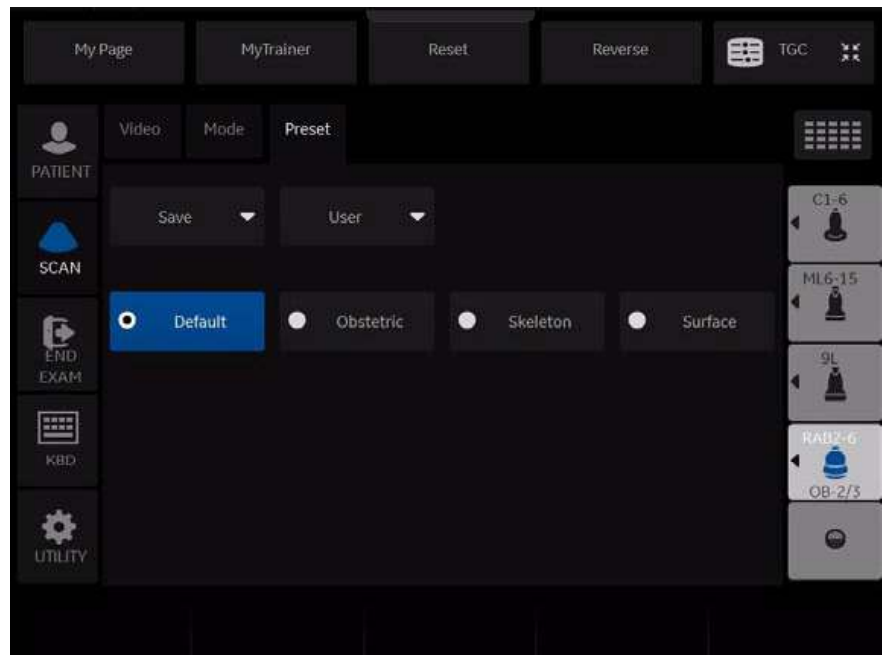 My Page
MyTrainer
Reset
Reverse
TGC
Video
Mode
Preset
PATIENT
SCAN
END
EXAM
KBD
UTILITY
Save
User
Default
Obstetric
Skeleton
Surface
C1-6
ML6-15
9L
RAB2-6
OB-2/3